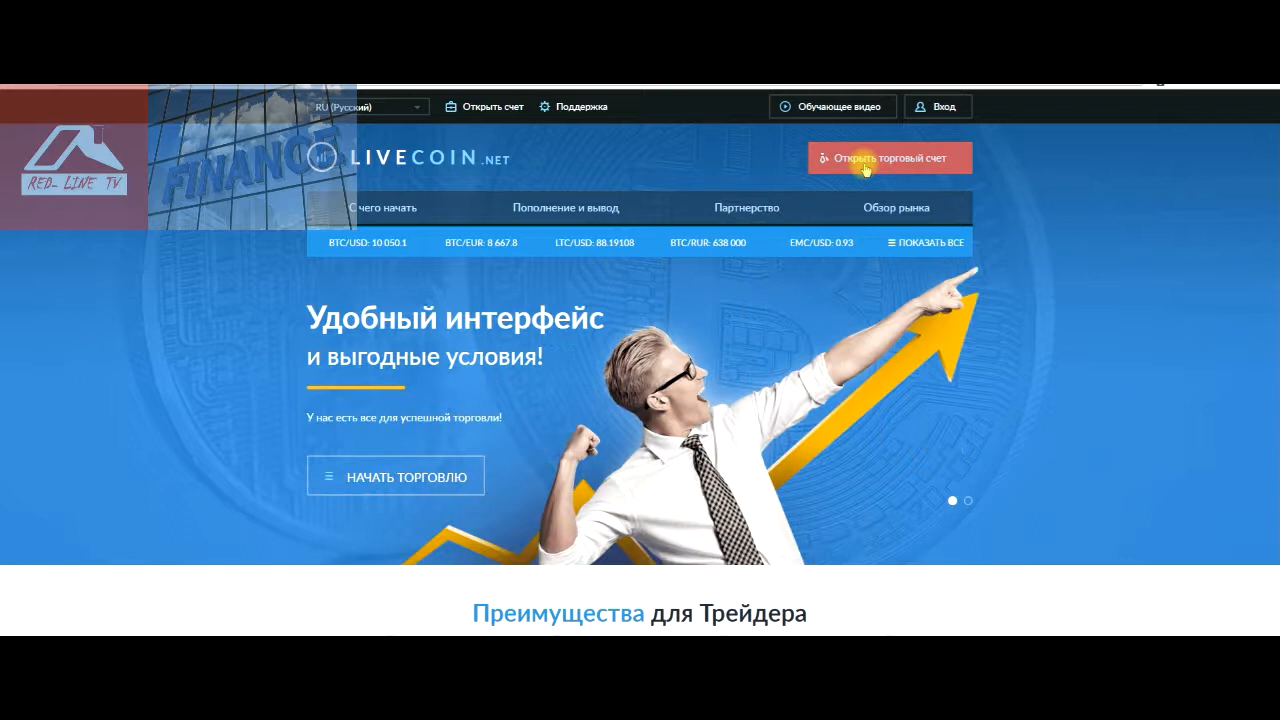 RU (Русский)
Открыть счет
Поддержка
Обучающее видео
Вход
RED-LINE TV
FINANCE
LIVECOIN.NET
Открыть торговый счет
С чего начать
Пополнение и вывод
Партнерство
Обзор рынка
BTC/USD: 10 050.1
BTC/EUR: 8 667.8
LTC/USD: 88.19108
BTC/RUR: 638 000
EMC/USD: 0.93
ПОКАЗАТЬ ВСЕ
Удобный интерфейс
и выгодные условия!
У нас есть все для успешной торговли!
НАЧАТЬ ТОРГОВЛЮ
Преимущества для Трейдера